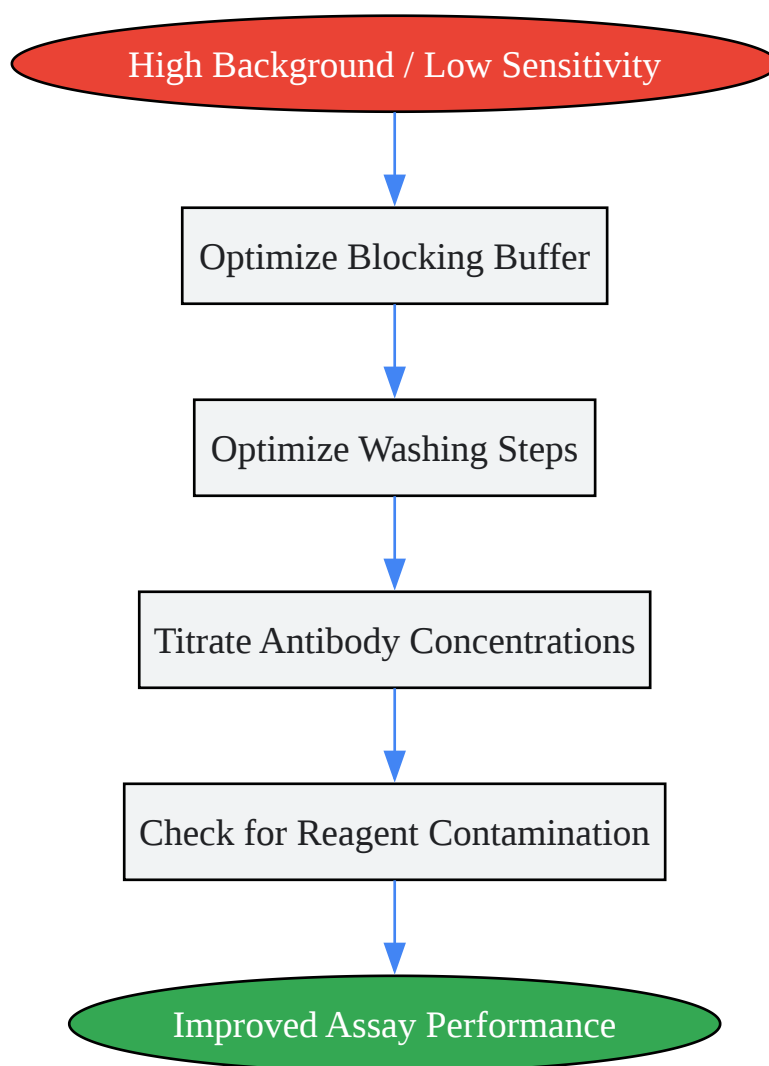 High Background / Low Sensitivity
Optimize Blocking Buffer
Optimize Washing Steps
Titrate Antibody Concentrations
Check for Reagent Contamination
Improved Assay Performance